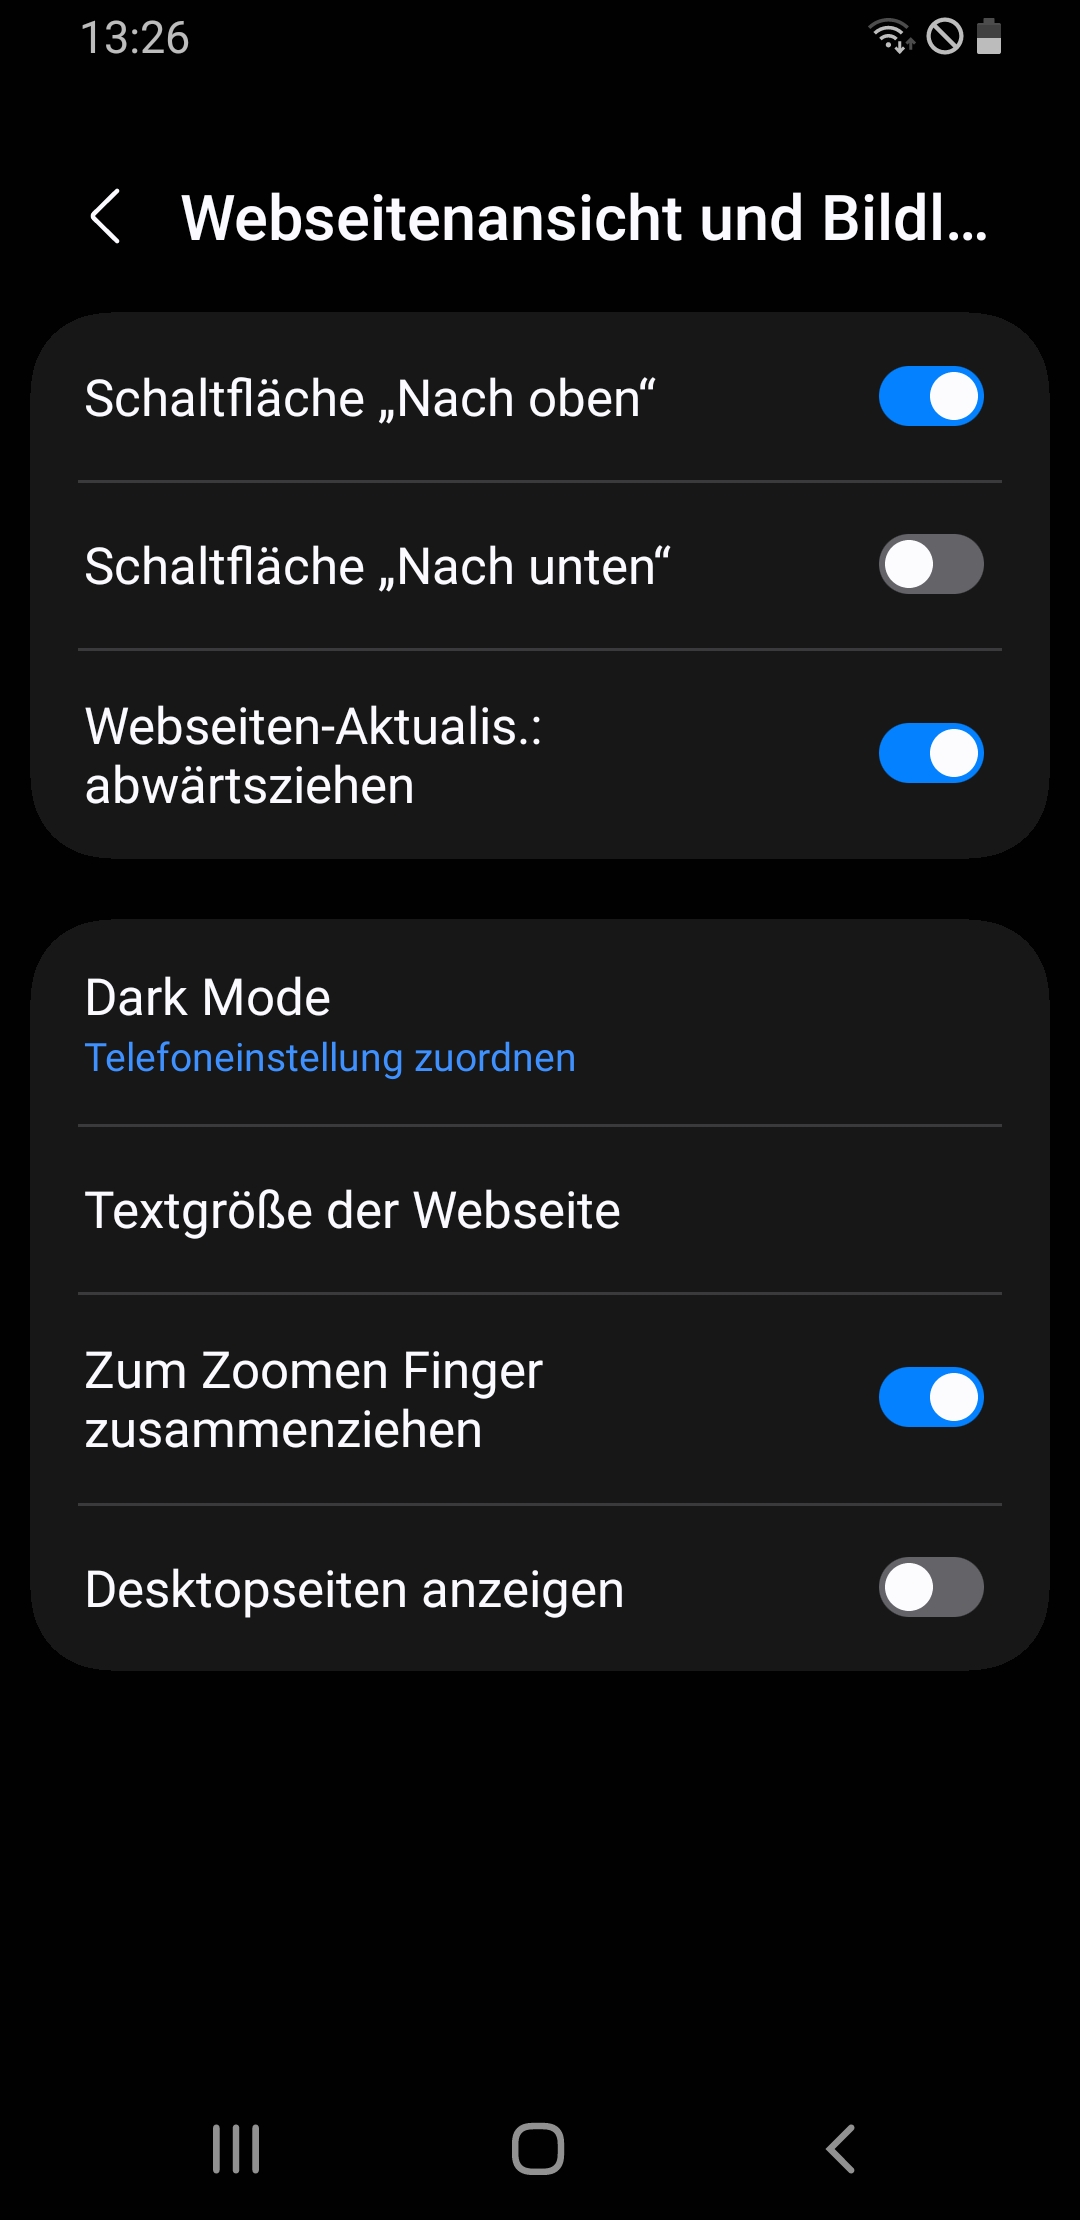 13:26
Webseitenansicht und Bildl...
Schaltfläche „Nach oben“
Schaltfläche „Nach unten“
Webseiten-Aktualis.:
abwärtsziehen
Dark Mode
Telefoneinstellung zuordnen
Textgröße der Webseite
Zum Zoomen Finger
zusammenziehen
Desktopseiten anzeigen